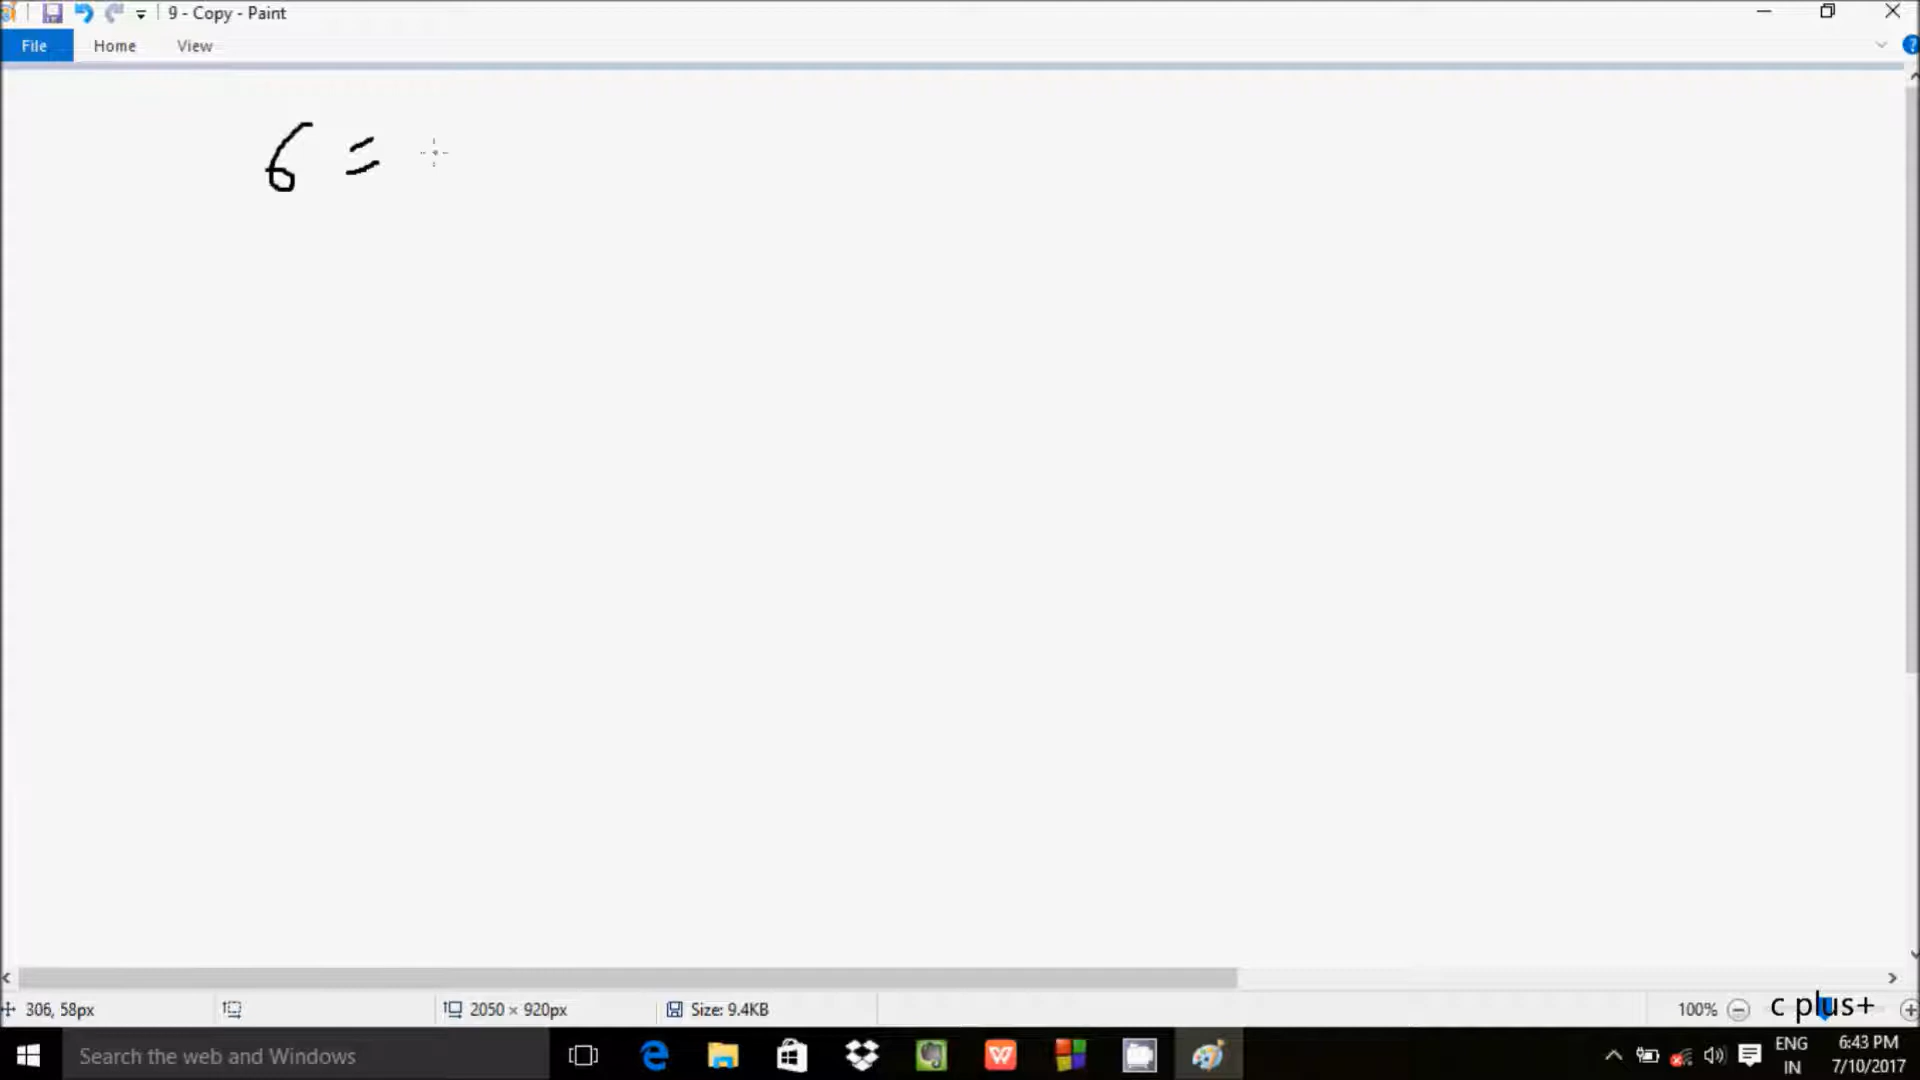 9 - Copy - Paint
File Home View
6 =
306, 58px 2050 × 920px Size: 9.4KB 100%
c plus+
Search the web and Windows
ENG
IN
6:43 PM
7/10/2017